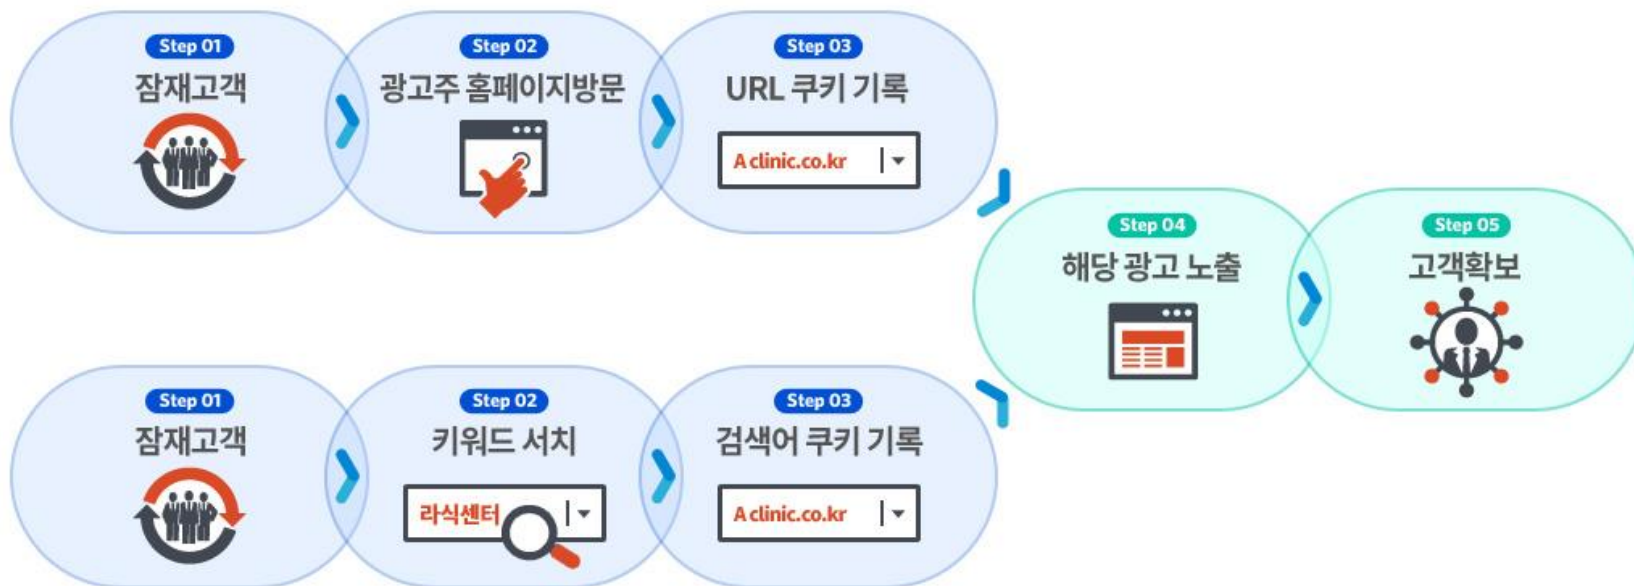 Step 01
잠재고객
Step 02
광고주 홈페이지방문
Step 03
URL 쿠키 기록
A clinic.co.kr
Step 01
잠재고객
Step 02
키워드 서치
라식센터
Step 03
검색어 쿠키 기록
A clinic.co.kr
Step 04
해당 광고 노출
Step 05
고객확보